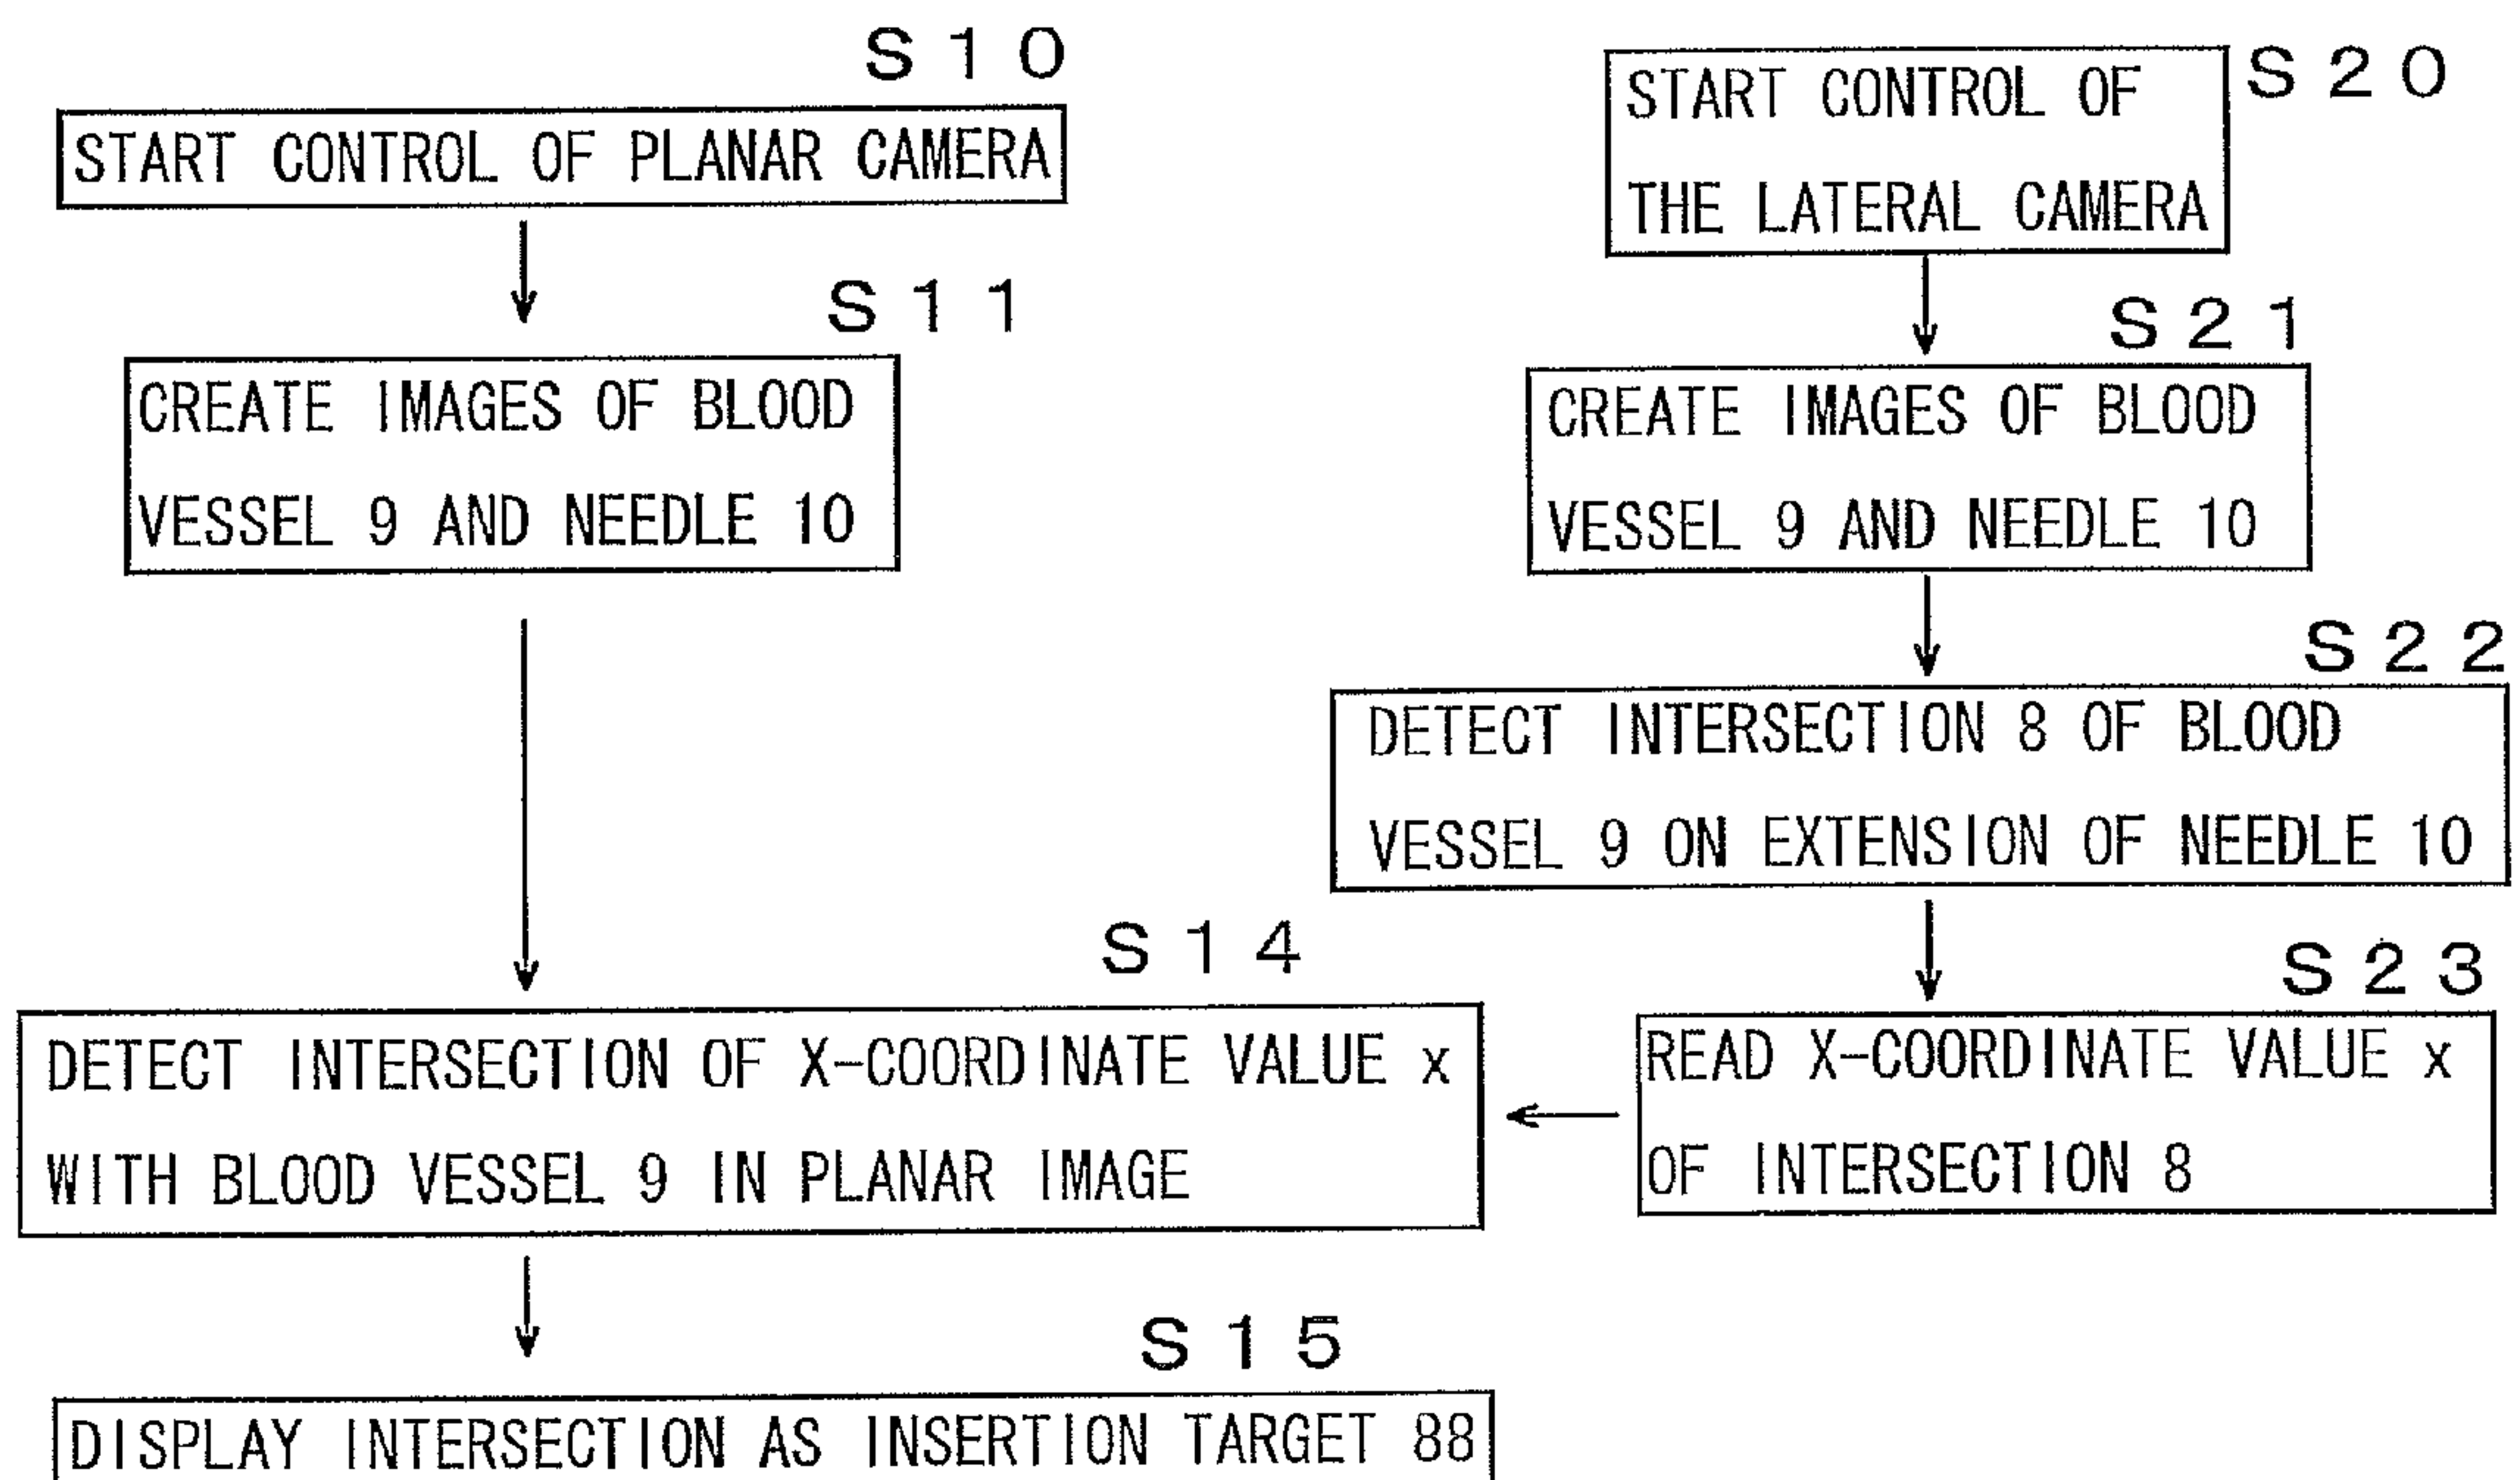 S10
START CONTROL OF PLANAR CAMERA
S11
CREATE IMAGES OF BLOOD
VESSEL 9 AND NEEDLE 10
S14
DETECT INTERSECTION OF X-COORDINATE VALUE x
WITH BLOOD VESSEL 9 IN PLANAR IMAGE
S15
DISPLAY INTERSECTION AS INSERTION TARGET 88
S20
START CONTROL OF
THE LATERAL CAMERA
S21
CREATE IMAGES OF BLOOD
VESSEL 9 AND NEEDLE 10
S22
DETECT INTERSECTION 8 OF BLOOD
VESSEL 9 ON EXTENSION OF NEEDLE 10
S23
READ X-COORDINATE VALUE x
OF INTERSECTION 8